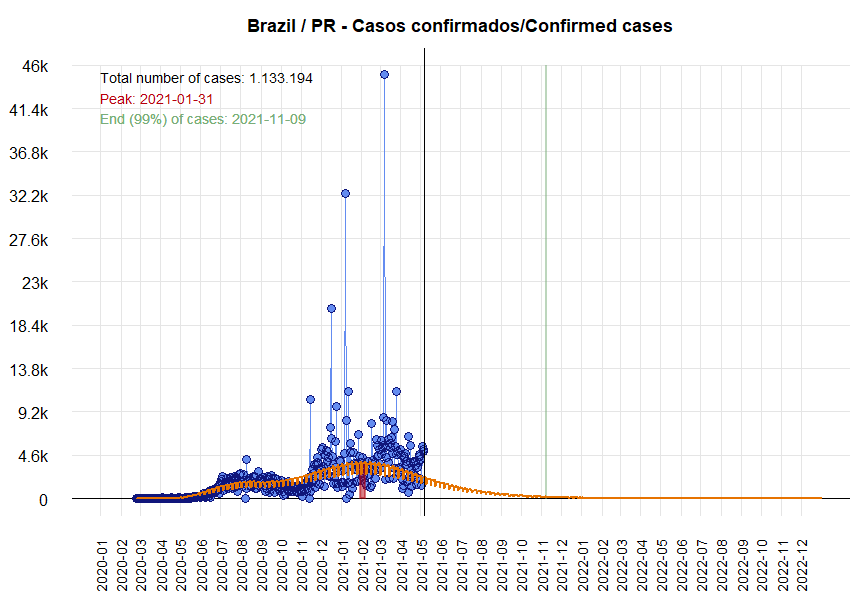 Brazil / PR - Casos confirmados/Confirmed cases
46k
Total number of cases: 1.133.194
Peak: 2021-01-31
41.4k
End (99%) of cases: 2021-11-09
36.8k
32.2k
27.6k
23k
18.4k
13.8k
9.2k
4.6k
0
2020-01
2020-02
2020-03
2020-04
2020-05
2020-06
2020-07
2020-08
2020-09
2020-10
2020-11
2020-12
2021-01
2021-02
2021-03
2021-04
2021-05
2021-06
2021-07
2021-08
2021-09
2021-10
2021-11
2021-12
2022-01
2022-02
2022-03
2022-04
2022-05
2022-06
2022-07
2022-08
2022-09
2022-10
2022-11
2022-12